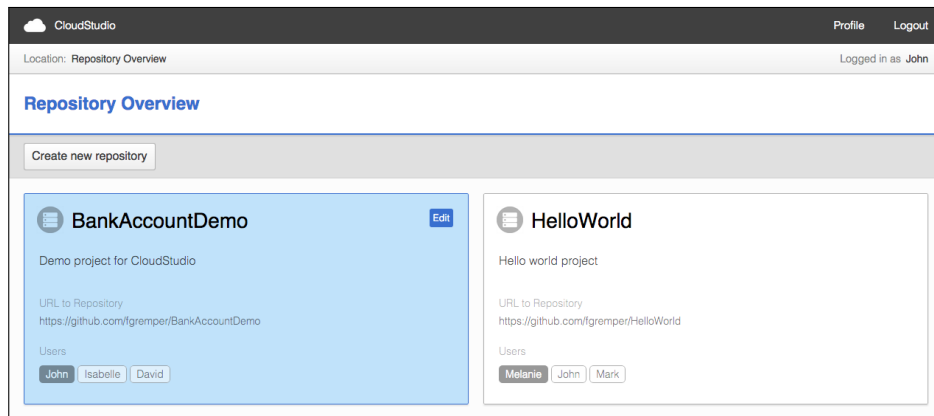 CloudStudio Profile Logout
Location: Repository Overview Logged in as John
Repository Overview
Create new repository
BankAccountDemo Edit
Demo project for CloudStudio
URL to Repository
https://github.com/fgremper/BankAccountDemo
Users
John Isabelle David
HelloWorld
Hello world project
URL to Repository
https://github.com/fgremper/HelloWorld
Users
Melanie John Mark